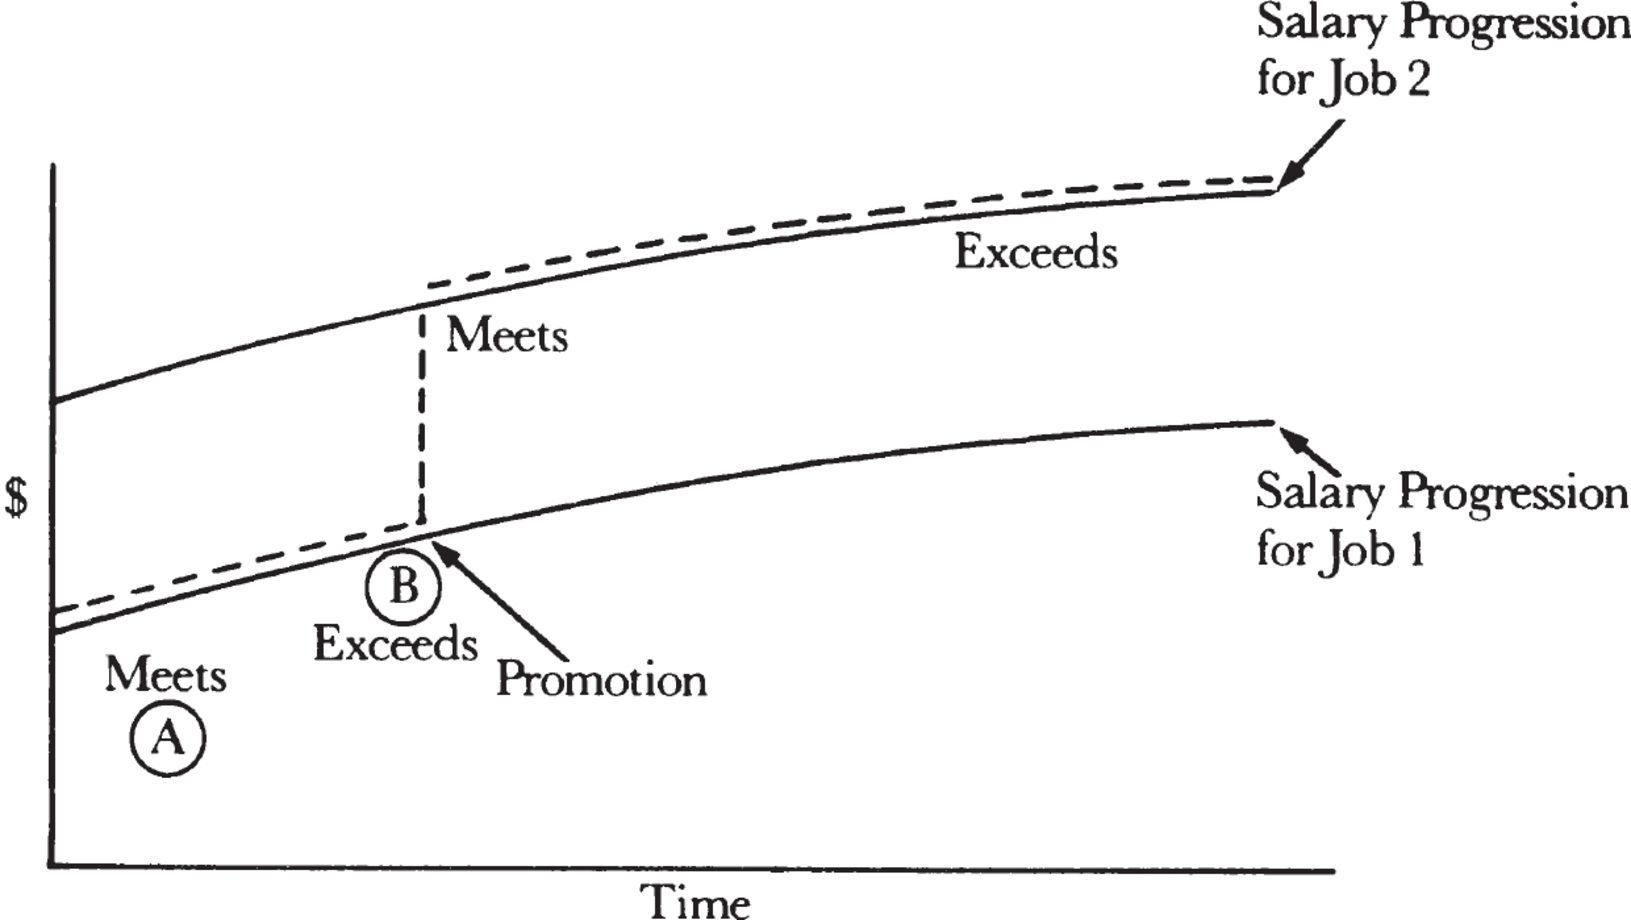 Salary Progression
for Job 2
Exceeds
Meets
$
Salary Progression
for Job 1
B
Exceeds
Promotion
Meets
A
Time